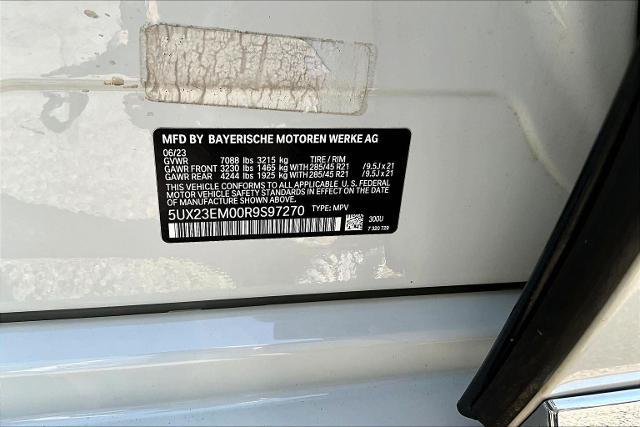 MFD BY BAYERISCHE MOTOREN WERKE AG
06/23
GVWR 7088 lbs 3215 kg TIRE / RIM
GAWR FRONT 3230 lbs 1465 kg 285/45 R21 /9.5J x 21
GAWR REAR 4244 lbs 1925 kg 285/45 R21 /9.5J x 21
THIS VEHICLE CONFORMS TO ALL APPLICABLE U. S. FEDERAL
MOTOR VEHICLE SAFETY STANDARDS IN EFFECT ON THE
DATE OF MANUFACTURE SHOWN ABOVE.
5UX23EM00R9S97270 TYPE: MPV
300U
7 320 729